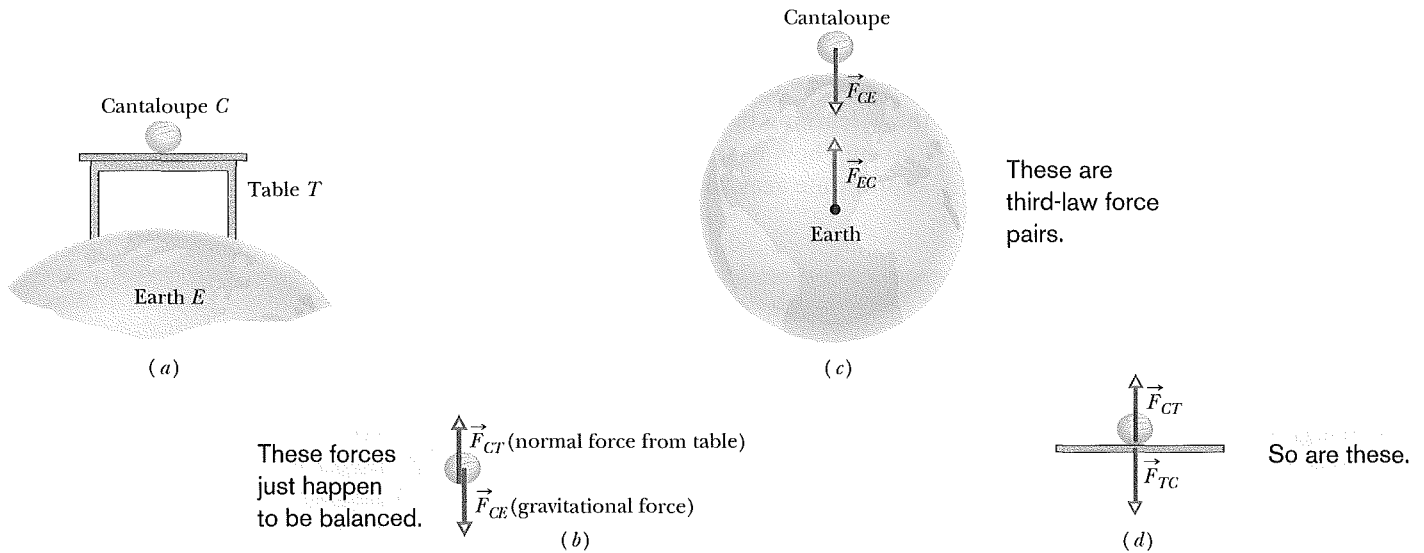 Cantaloupe C
Table T
Earth E
(a)
These forces
just happen
to be balanced.
F⃗CT (normal force from table)
F⃗CE (gravitational force)
(b)
Cantaloupe
F⃗CE
F⃗EC
Earth
(c)
These are
third-law force
pairs.
F⃗CT
F⃗TC
(d)
So are these.